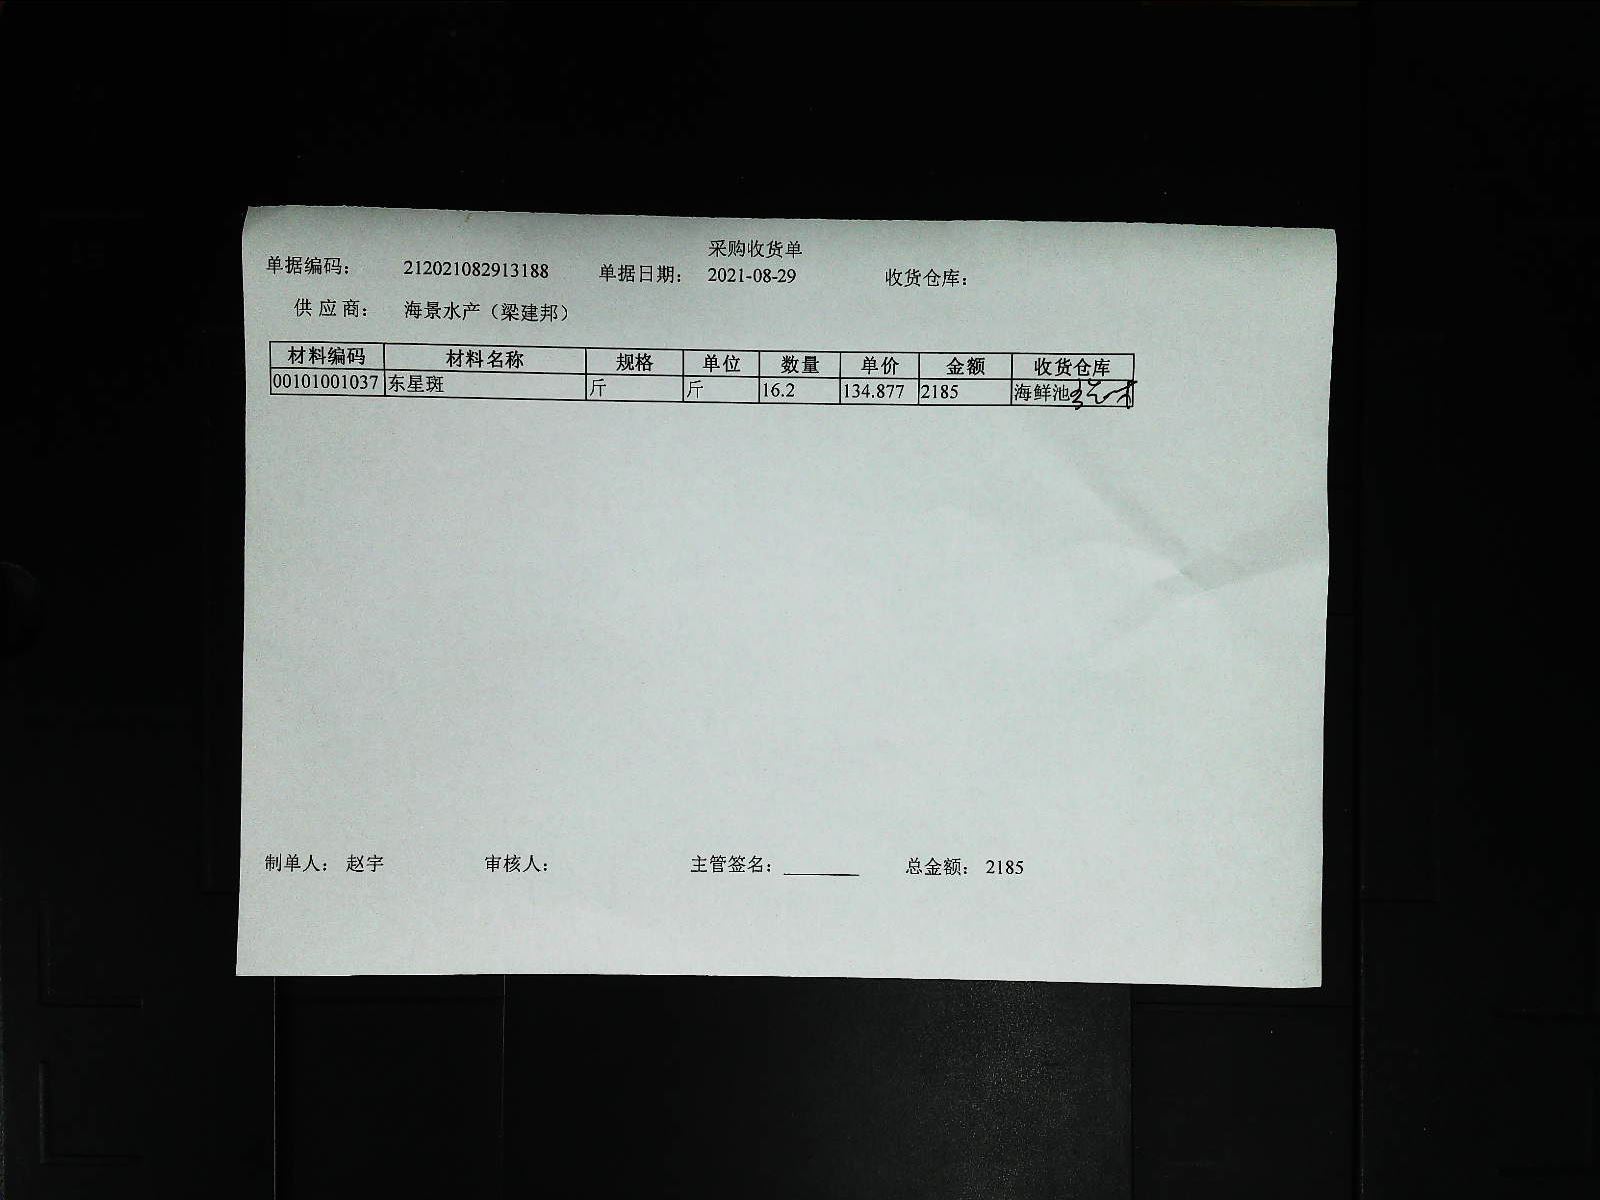 采购收货单
单据编码: 212021082913188 单据日期: 2021-08-29 收货仓库:
供 应 商: 海景水产（梁建邦）
材料编码 材料名称 规格 单位 数量 单价 金额 收货仓库
00101001037 东星斑 斤 斤 16.2 134.877 2185 海鲜池
制单人: 赵宇 审核人: 主管签名: 总金额: 2185